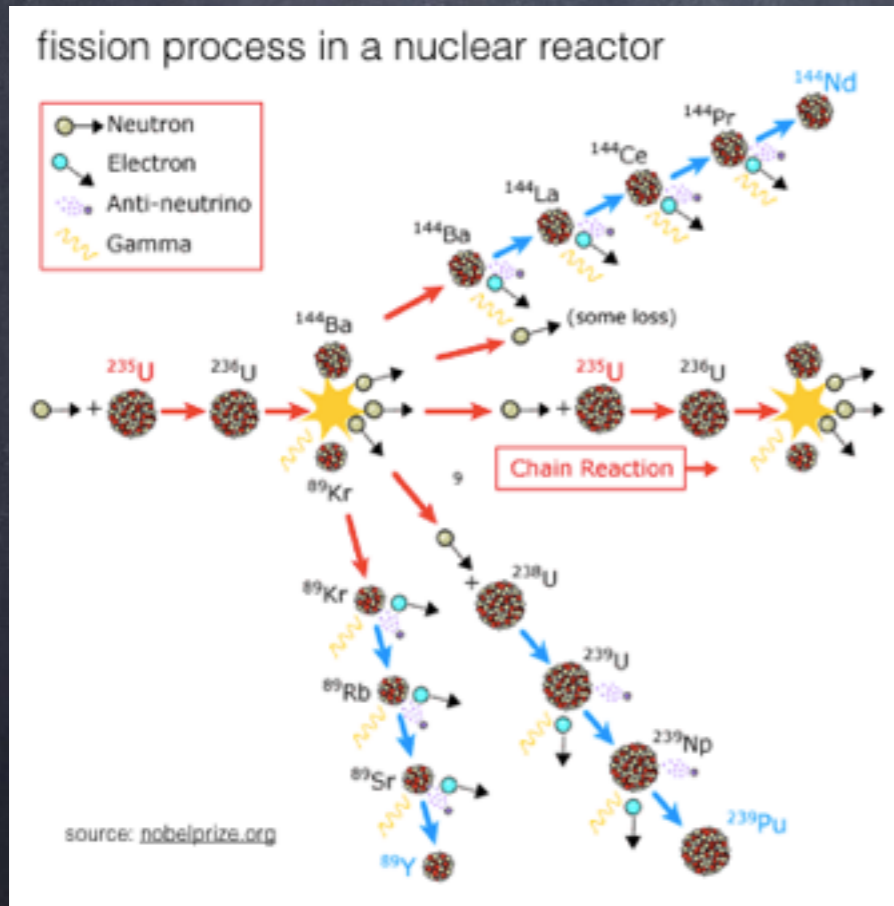 fission process in a nuclear reactor
Neutron
Electron
Anti-neutrino
Gamma
¹⁴⁴Nd
¹⁴⁴Pr
¹⁴⁴Ce
¹⁴⁴La
¹⁴⁴Ba
(some loss)
¹⁴⁴Ba
²³⁵U
²³⁶U
²³⁵U
²³⁶U
+
+
Chain Reaction
⁸⁹Kr
9
+
²³⁸U
⁸⁹Kr
²³⁹U
⁸⁹Rb
²³⁹Np
⁸⁹Sr
²³⁹Pu
source: nobelprize.org
⁸⁹Y